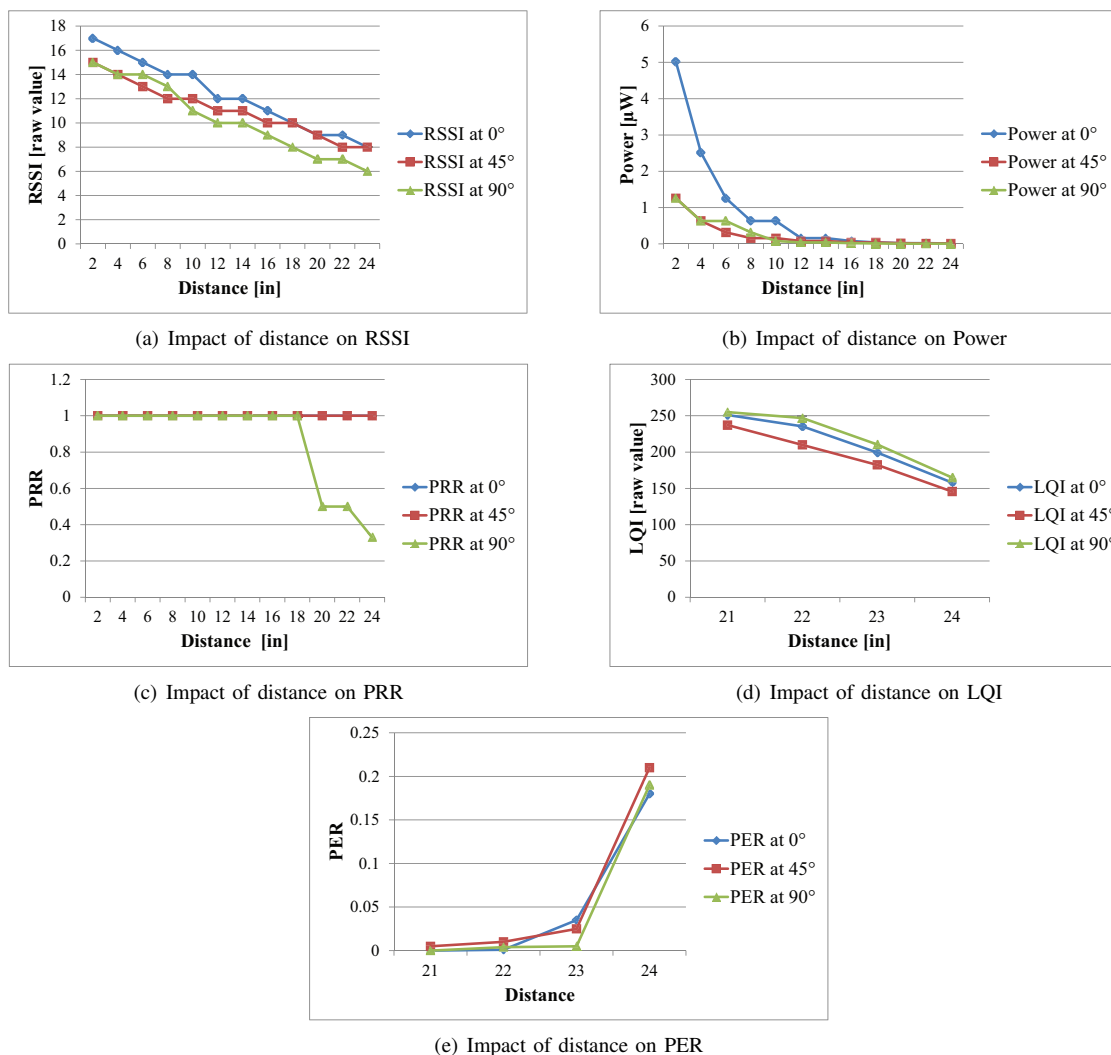 18
16
14
12
10
8
6
4
2
0
RSSI [raw value]
2 4 6 8 10 12 14 16 18 20 22 24
Distance [in]
RSSI at 0°
RSSI at 45°
RSSI at 90°
(a) Impact of distance on RSSI
6
5
4
3
2
1
0
Power [µW]
2 4 6 8 10 12 14 16 18 20 22 24
Distance [in]
Power at 0°
Power at 45°
Power at 90°
(b) Impact of distance on Power
1.2
1
0.8
0.6
0.4
0.2
0
PRR
2 4 6 8 10 12 14 16 18 20 22 24
Distance [in]
PRR at 0°
PRR at 45°
PRR at 90°
(c) Impact of distance on PRR
300
250
200
150
100
50
0
LQI [raw value]
21 22 23 24
Distance [in]
LQI at 0°
LQI at 45°
LQI at 90°
(d) Impact of distance on LQI
0.25
0.2
0.15
0.1
0.05
0
PER
21 22 23 24
Distance
PER at 0°
PER at 45°
PER at 90°
(e) Impact of distance on PER